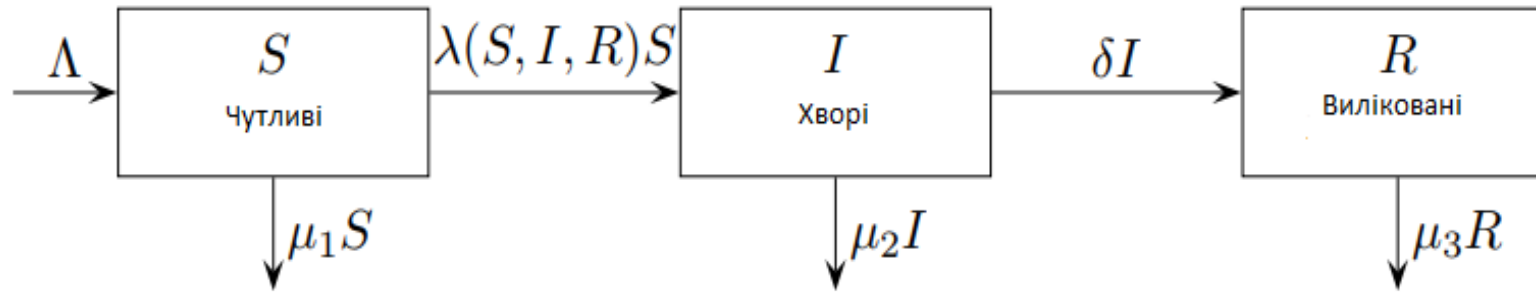 Λ
S
Чутливі
λ(S, I, R)S
I
Хворі
δI
R
Виліковані
μ₁S
μ₂I
μ₃R